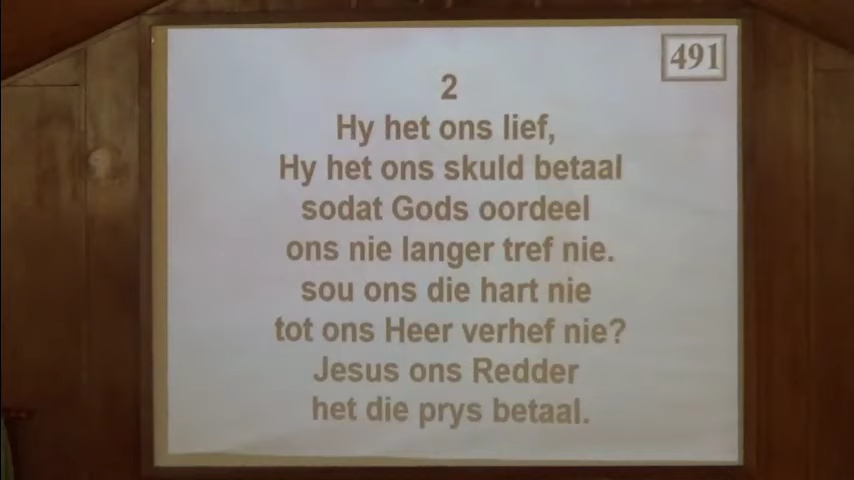 491
2
Hy het ons lief,
Hy het ons skuld betaal
sodat Gods oordeel
ons nie langer tref nie.
sou ons die hart nie
tot ons Heer verhef nie?
Jesus ons Redder
het die prys betaal.